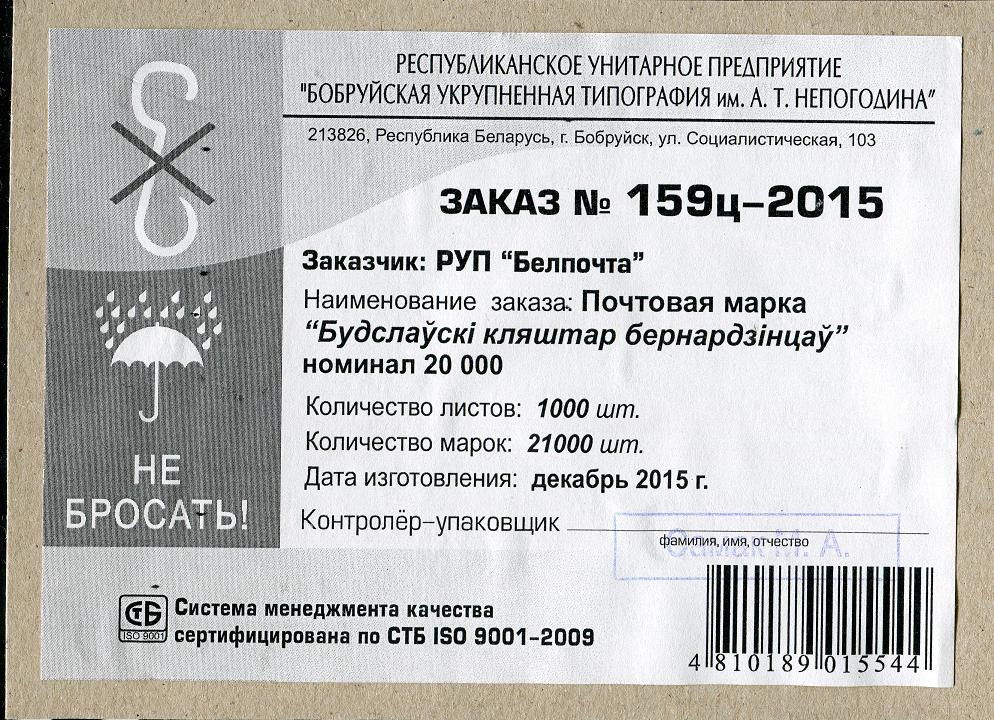 РЕСПУБЛИКАНСКОЕ УНИТАРНОЕ ПРЕДПРИЯТИЕ
"БОБРУЙСКАЯ УКРУПНЕННАЯ ТИПОГРАФИЯ им. А. Т. НЕПОГОДИНА"
213826, Республика Беларусь, г. Бобруйск, ул. Социалистическая, 103
ЗАКАЗ № 159ц–2015
Заказчик: РУП “Белпочта”
Наименование заказа: Почтовая марка
“Будслаўскі кляштар бернардзінцаў”
номинал 20 000
Количество листов: 1000 шт.
Количество марок: 21000 шт.
Дата изготовления: декабрь 2015 г.
НЕ
БРОСАТЬ!
Контролёр–упаковщик
фамилия, имя, отчество
А.
СТБ
ISO 9001
Система менеджмента качества
сертифицирована по СТБ ISO 9001–2009
4 810189 015544